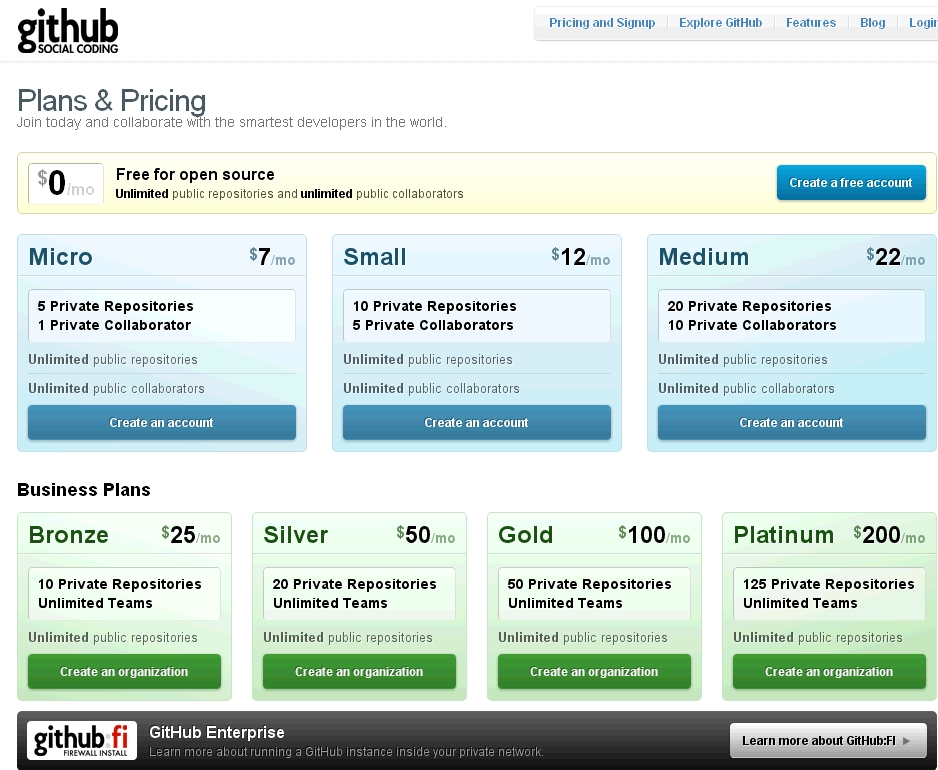 github
SOCIAL CODING
Pricing and Signup Explore GitHub Features Blog Login
Plans & Pricing
Join today and collaborate with the smartest developers in the world.
$0/mo
Free for open source
Unlimited public repositories and unlimited public collaborators
Create a free account
Micro $7/mo
5 Private Repositories
1 Private Collaborator
Unlimited public repositories
Unlimited public collaborators
Create an account
Small $12/mo
10 Private Repositories
5 Private Collaborators
Unlimited public repositories
Unlimited public collaborators
Create an account
Medium $22/mo
20 Private Repositories
10 Private Collaborators
Unlimited public repositories
Unlimited public collaborators
Create an account
Business Plans
Bronze $25/mo
10 Private Repositories
Unlimited Teams
Unlimited public repositories
Create an organization
Silver $50/mo
20 Private Repositories
Unlimited Teams
Unlimited public repositories
Create an organization
Gold $100/mo
50 Private Repositories
Unlimited Teams
Unlimited public repositories
Create an organization
Platinum $200/mo
125 Private Repositories
Unlimited Teams
Unlimited public repositories
Create an organization
github:fi
FIREWALL INSTALL
GitHub Enterprise
Learn more about running a GitHub instance inside your private network.
Learn more about GitHub:FI